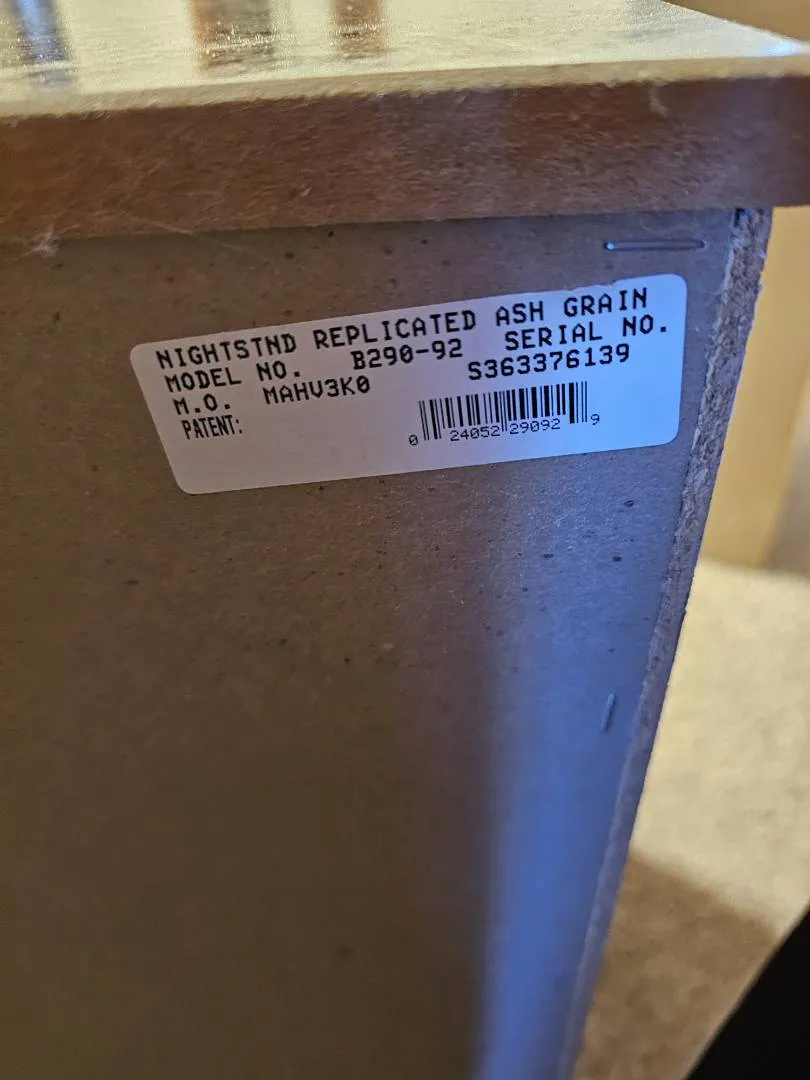 NIGHTSTND REPLICATED ASH GRAIN
MODEL NO. B290-92 SERIAL NO.
M.O. MAHV3K0 S363376139
PATENT:
0 24052 29092 9